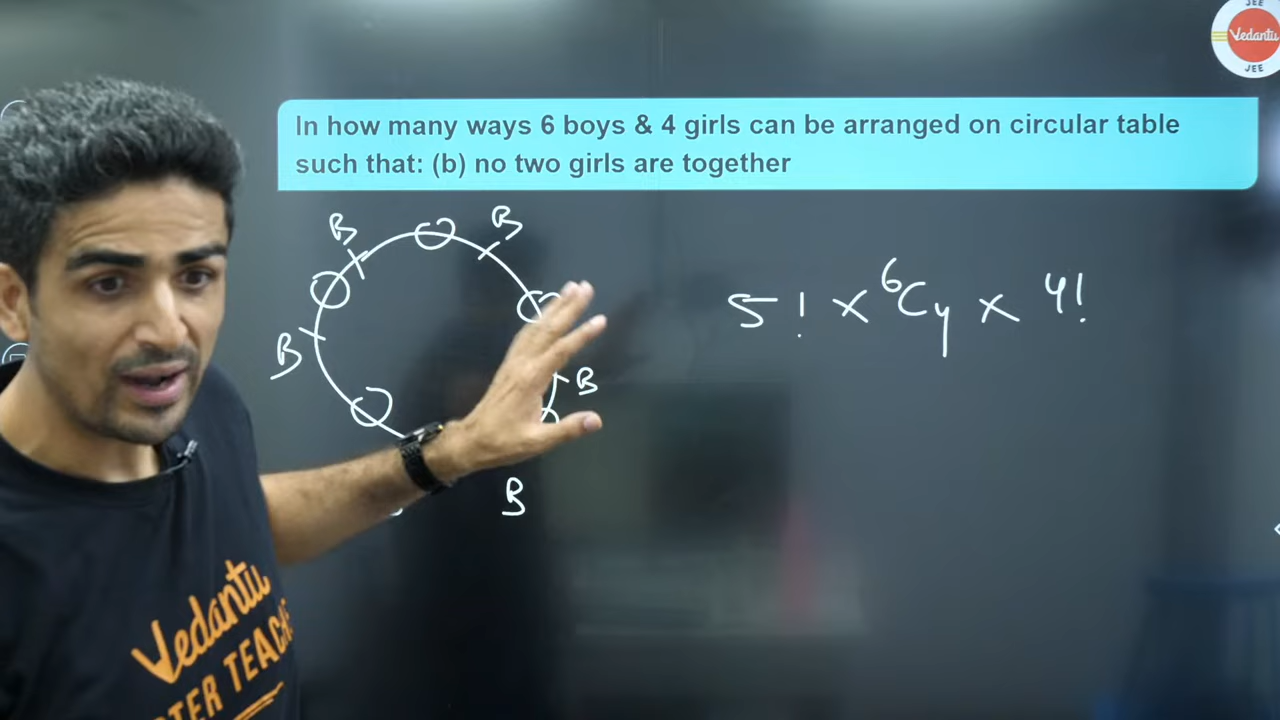 JEE
Vedantu
JEE
In how many ways 6 boys & 4 girls can be arranged on circular table
such that: (b) no two girls are together
B
B
5! × ⁶C₄ × 4!
B
B
B
Vedantu
TER TEACHE